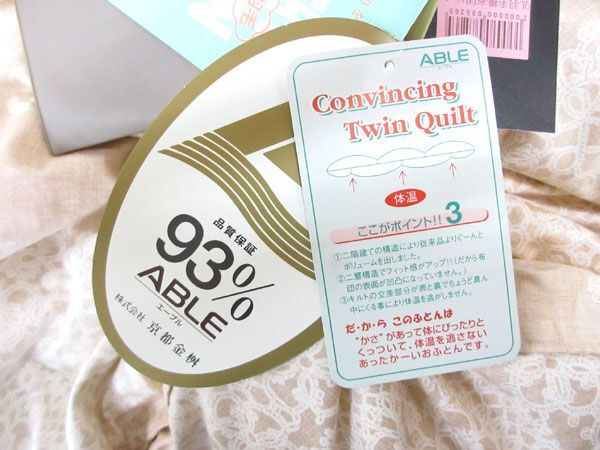 ABLE
エーブル
Convincing
Twin Quilt
体温
ここがポイント!! 3
①二階建ての構造により従来品よりぐーんと
ボリュームを出しました。
②二層構造でフィット感がアップ!!(だから布
団の表面が凹凸になっていません。)
③キルトの交差部分が表と裏でちょうど真ん
中にくる事により体温を逃がしません。
だ・か・ら このふとんは
"かさ"があって体にぴったりと
くっついて、体温を逃さない
あったか〜いおふとんです。
品質保証
93%
ABLE
エーブル
株式会社 京都金桝